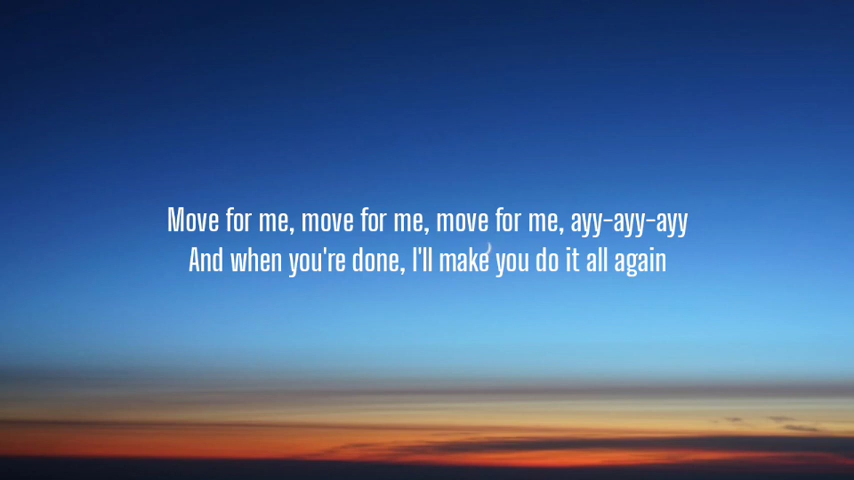 Move for me, move for me, move for me, ayy-ayy-ayy
And when you're done, I'll make you do it all again